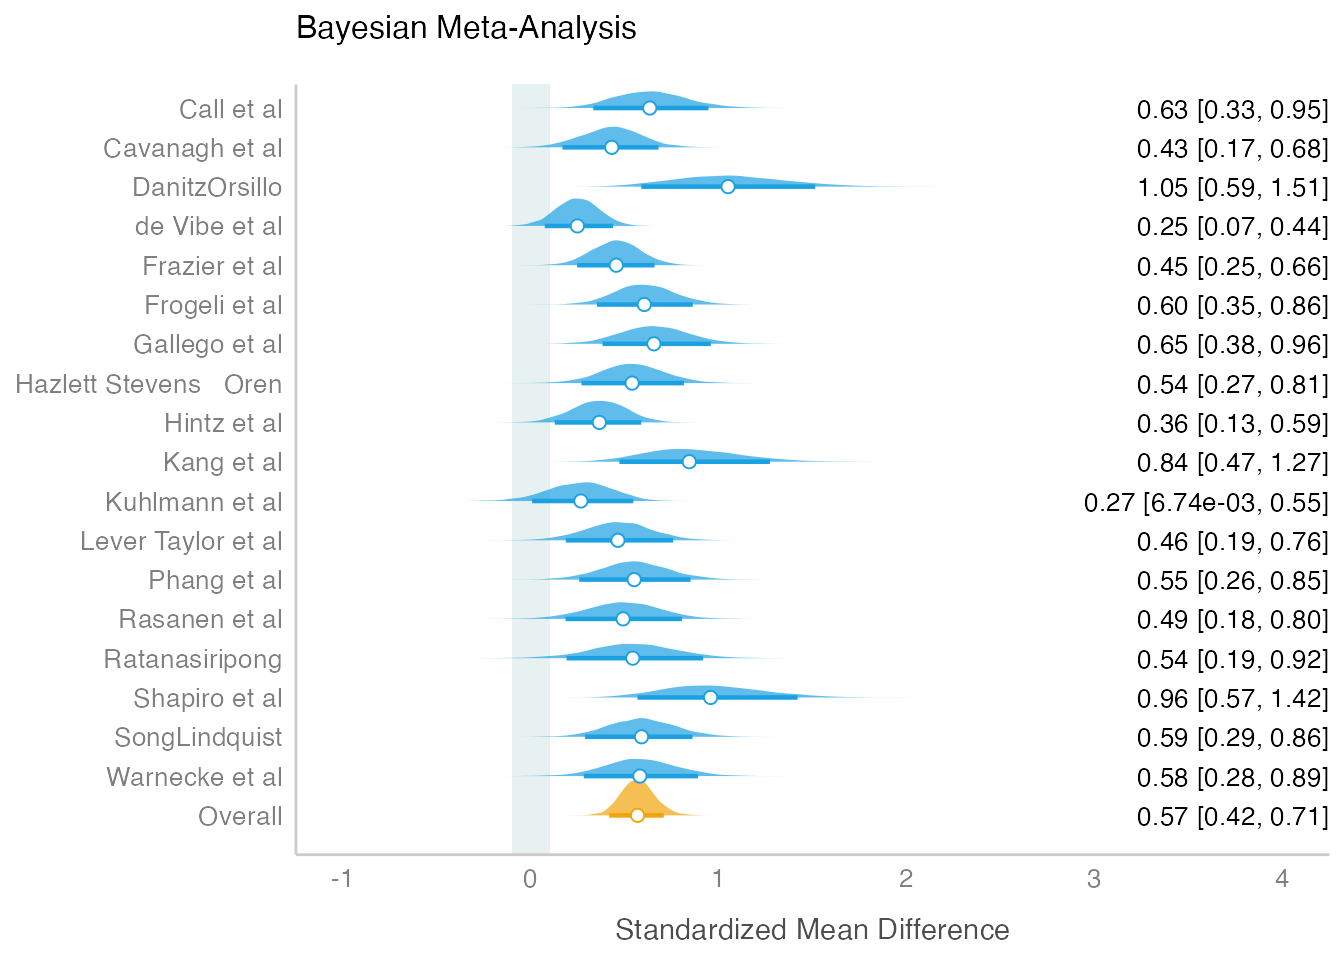 Bayesian Meta-Analysis
Call et al 0.63 [0.33, 0.95]
Cavanagh et al 0.43 [0.17, 0.68]
DanitzOrsillo 1.05 [0.59, 1.51]
de Vibe et al 0.25 [0.07, 0.44]
Frazier et al 0.45 [0.25, 0.66]
Frogeli et al 0.60 [0.35, 0.86]
Gallego et al 0.65 [0.38, 0.96]
Hazlett Stevens   Oren 0.54 [0.27, 0.81]
Hintz et al 0.36 [0.13, 0.59]
Kang et al 0.84 [0.47, 1.27]
Kuhlmann et al 0.27 [6.74e-03, 0.55]
Lever Taylor et al 0.46 [0.19, 0.76]
Phang et al 0.55 [0.26, 0.85]
Rasanen et al 0.49 [0.18, 0.80]
Ratanasiripong 0.54 [0.19, 0.92]
Shapiro et al 0.96 [0.57, 1.42]
SongLindquist 0.59 [0.29, 0.86]
Warnecke et al 0.58 [0.28, 0.89]
Overall 0.57 [0.42, 0.71]
-1 0 1 2 3 4
Standardized Mean Difference